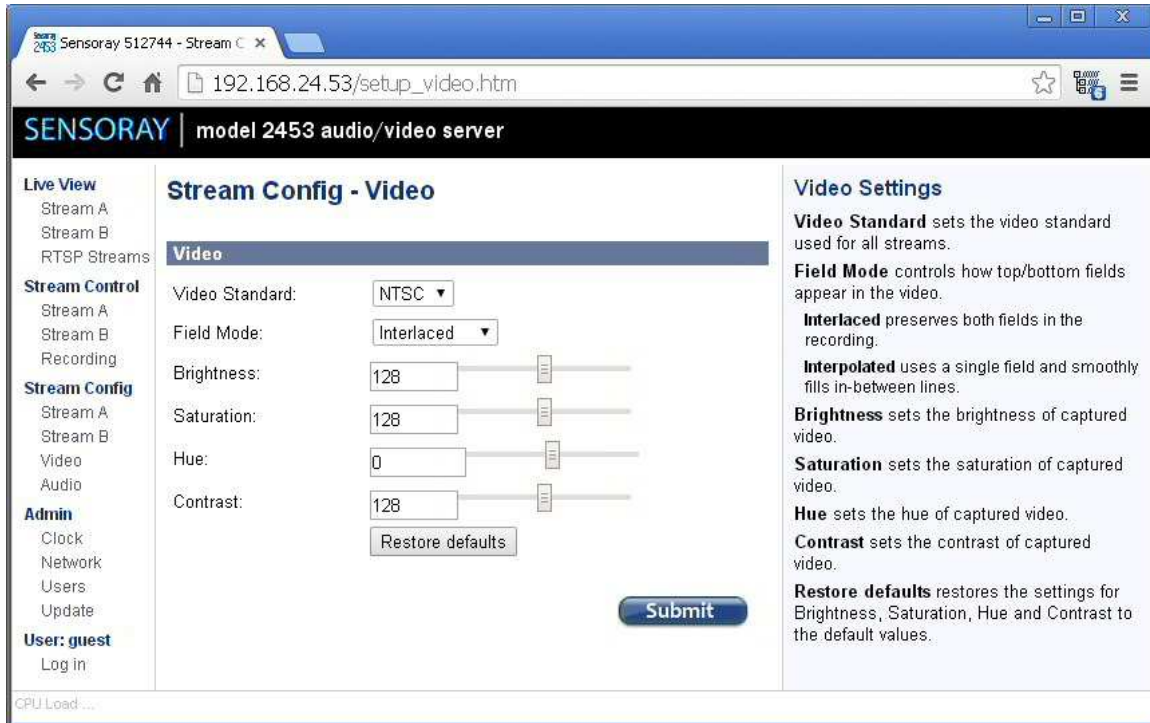 Sensoray 512744 - Stream C
192.168.24.53/setup_video.htm
SENSORAY | model 2453 audio/video server
Live View
Stream A
Stream B
RTSP Streams
Stream Control
Stream A
Stream B
Recording
Stream Config
Stream A
Stream B
Video
Audio
Admin
Clock
Network
Users
Update
User: guest
Log in
Stream Config - Video
Video
Video Standard: NTSC
Field Mode: Interlaced
Brightness: 128
Saturation: 128
Hue: 0
Contrast: 128
Restore defaults
Submit
Video Settings
Video Standard sets the video standard
used for all streams.
Field Mode controls how top/bottom fields
appear in the video.
Interlaced preserves both fields in the
recording.
Interpolated uses a single field and smoothly
fills in-between lines.
Brightness sets the brightness of captured
video.
Saturation sets the saturation of captured
video.
Hue sets the hue of captured video.
Contrast sets the contrast of captured
video.
Restore defaults restores the settings for
Brightness, Saturation, Hue and Contrast to
the default values.
CPU Load ...